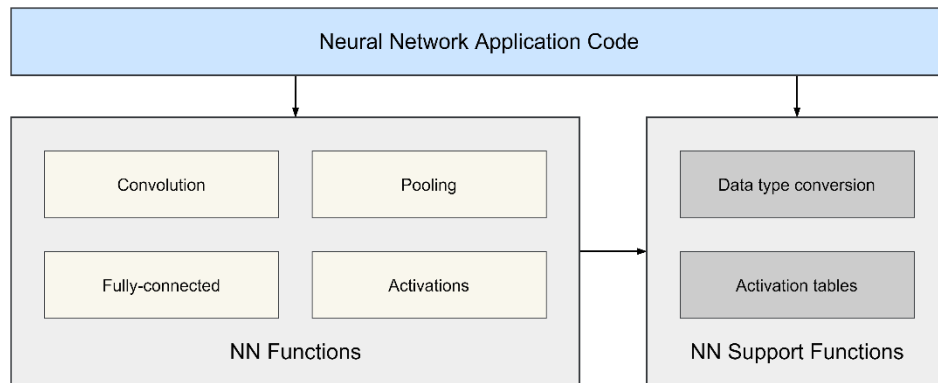 Neural Network Application Code
Convolution
Pooling
Data type conversion
Fully-connected
Activations
Activation tables
NN Functions
NN Support Functions